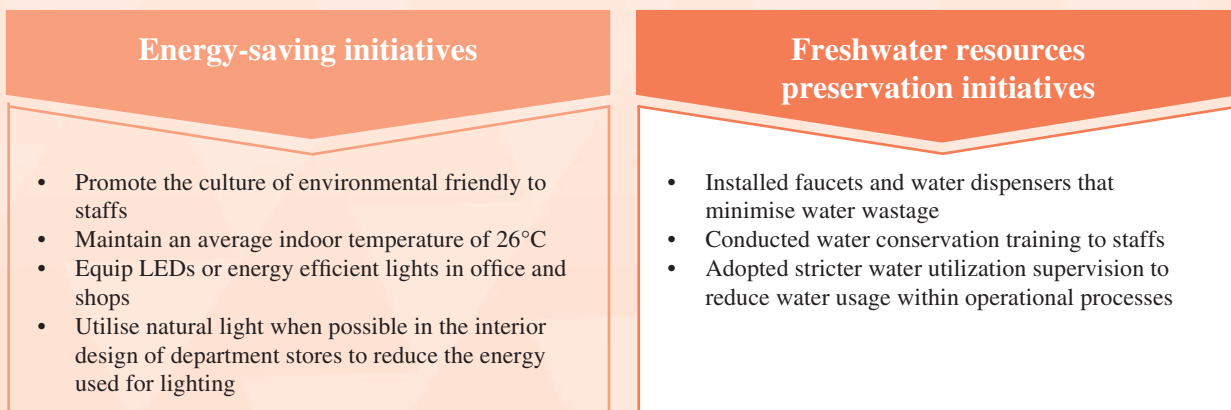 Energy-saving initiatives
• Promote the culture of environmental friendly to
staffs
• Maintain an average indoor temperature of 26°C
• Equip LEDs or energy efficient lights in office and
shops
• Utilise natural light when possible in the interior
design of department stores to reduce the energy
used for lighting
Freshwater resources
preservation initiatives
• Installed faucets and water dispensers that
minimise water wastage
• Conducted water conservation training to staffs
• Adopted stricter water utilization supervision to
reduce water usage within operational processes